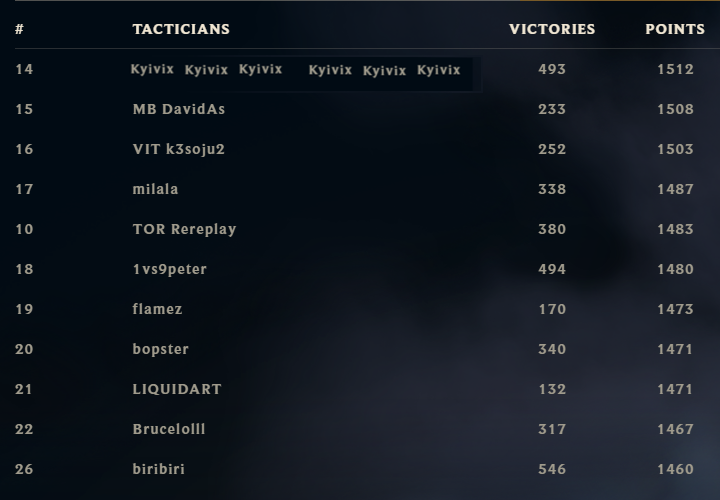 # TACTICIANS VICTORIES POINTS
14 Kyivix Kyivix Kyivix Kyivix Kyivix Kyivix 493 1512
15 MB DavidAs 233 1508
16 VIT k3soju2 252 1503
17 milala 338 1487
10 TOR Rereplay 380 1483
18 1vs9peter 494 1480
19 flamez 170 1473
20 bopster 340 1471
21 LIQUIDART 132 1471
22 Brucelolll 317 1467
26 biribiri 546 1460